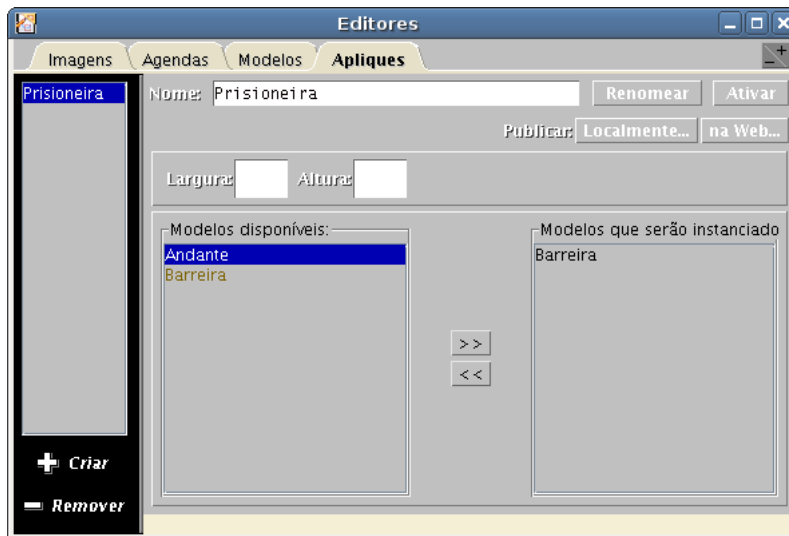 Editores
Imagens Agendas Modelos Apliques
Prisioneira
Nome: Prisioneira Renomear Ativar
Publicar: Localmente... na Web...
Largura: Altura:
Modelos disponíveis:
Andante
Barreira
Modelos que serão instanciado
Barreira
>>
<<
Criar
Remover